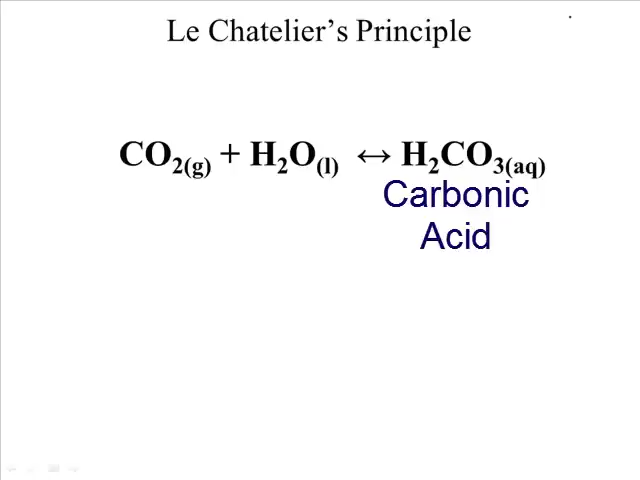 Le Chatelier’s Principle
CO₂(g) + H₂O(l) ↔ H₂CO₃(aq)
Carbonic
Acid